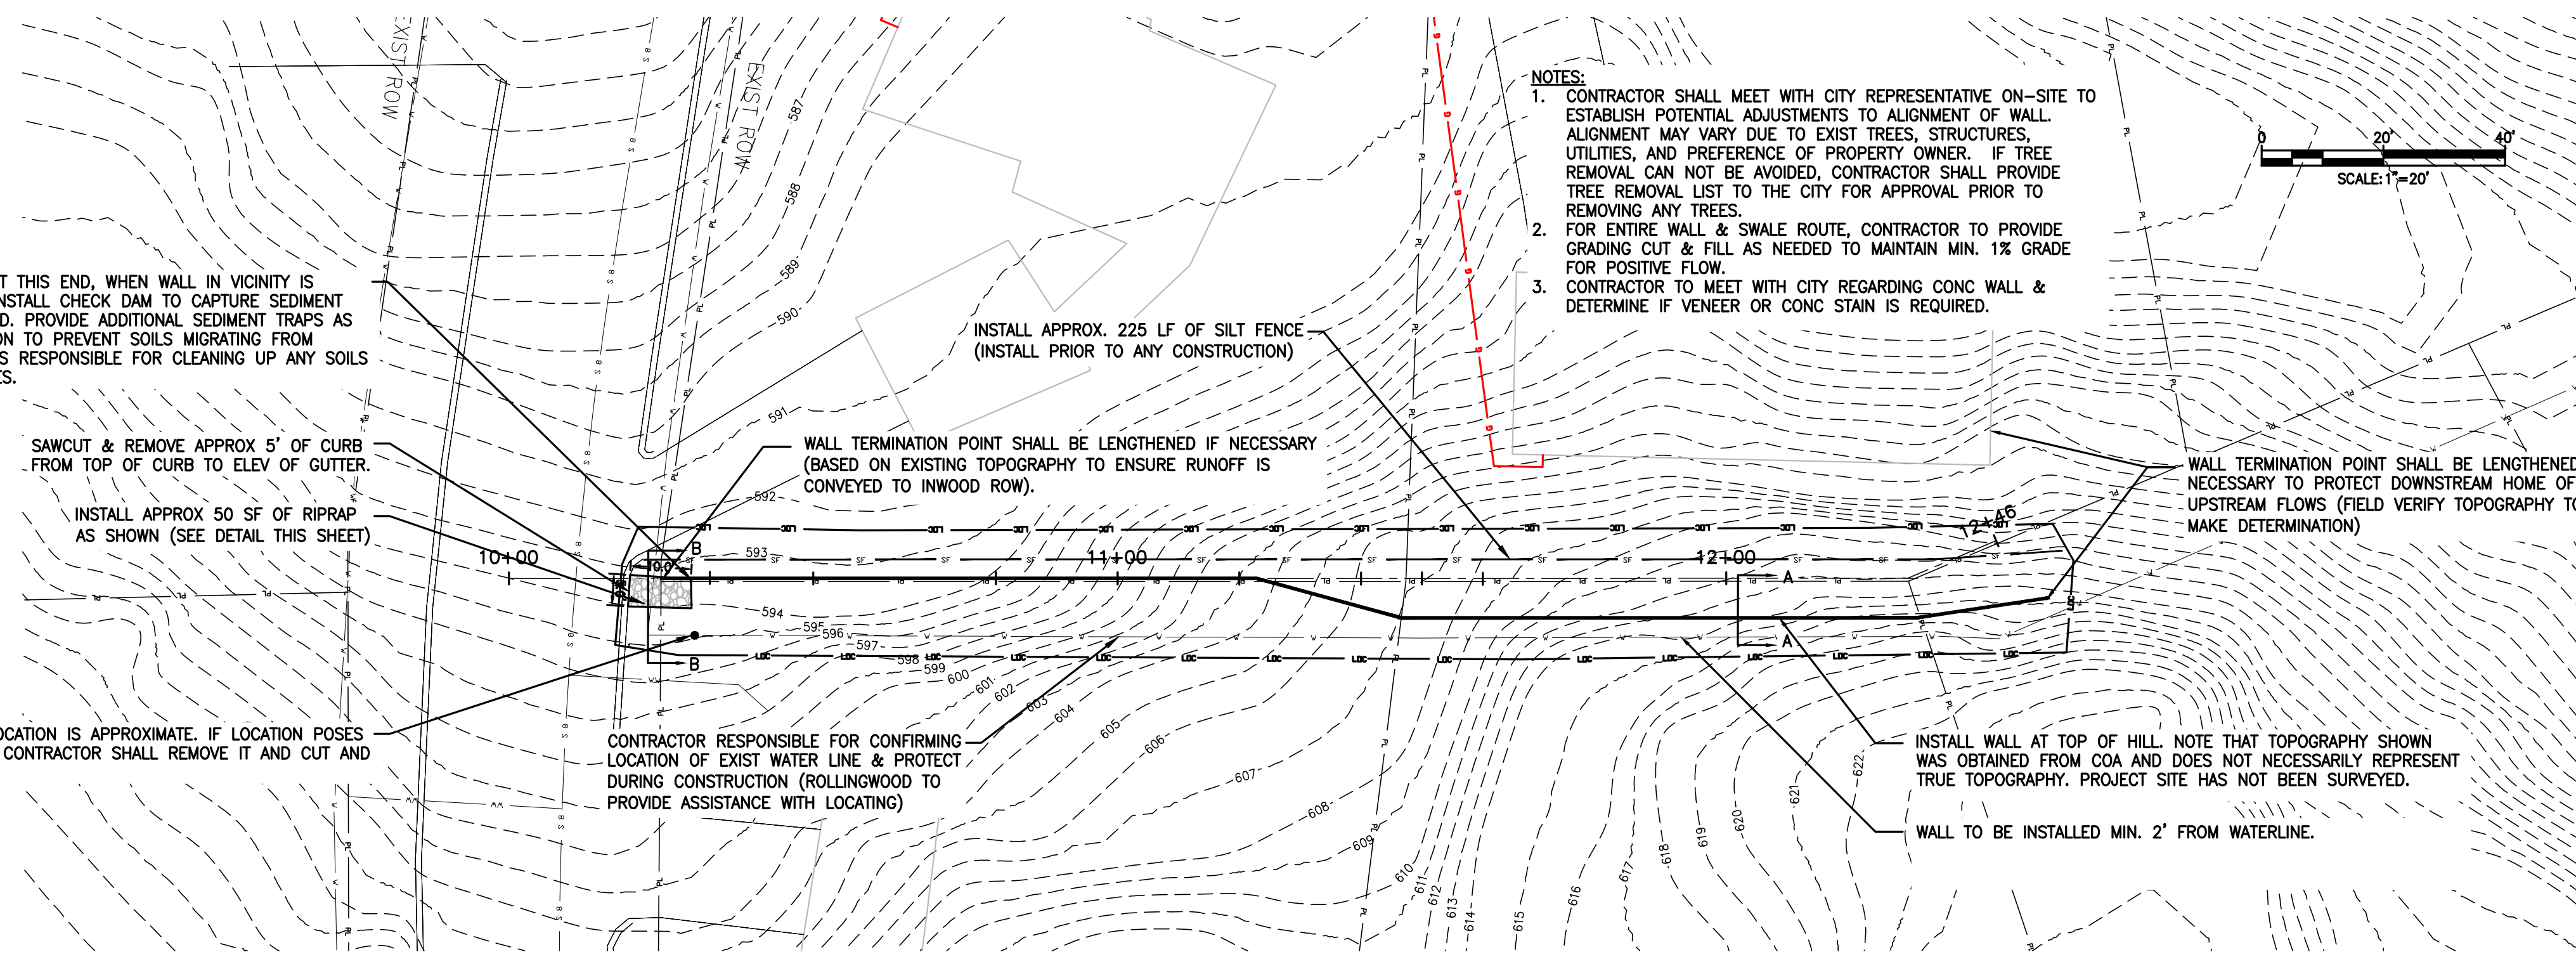 EXIST ROW
EXIST ROW
NOTES:
1. CONTRACTOR SHALL MEET WITH CITY REPRESENTATIVE ON-SITE TO
ESTABLISH POTENTIAL ADJUSTMENTS TO ALIGNMENT OF WALL.
ALIGNMENT MAY VARY DUE TO EXIST TREES, STRUCTURES,
UTILITIES, AND PREFERENCE OF PROPERTY OWNER. IF TREE
REMOVAL CAN NOT BE AVOIDED, CONTRACTOR SHALL PROVIDE
TREE REMOVAL LIST TO THE CITY FOR APPROVAL PRIOR TO
REMOVING ANY TREES.
2. FOR ENTIRE WALL & SWALE ROUTE, CONTRACTOR TO PROVIDE
GRADING CUT & FILL AS NEEDED TO MAINTAIN MIN. 1% GRADE
FOR POSITIVE FLOW.
3. CONTRACTOR TO MEET WITH CITY REGARDING CONC WALL &
DETERMINE IF VENEER OR CONC STAIN IS REQUIRED.
0 20' 40'
SCALE: 1"=20'
T THIS END, WHEN WALL IN VICINITY IS
NSTALL CHECK DAM TO CAPTURE SEDIMENT
D. PROVIDE ADDITIONAL SEDIMENT TRAPS AS
ON TO PREVENT SOILS MIGRATING FROM
S RESPONSIBLE FOR CLEANING UP ANY SOILS
ES.
INSTALL APPROX. 225 LF OF SILT FENCE
(INSTALL PRIOR TO ANY CONSTRUCTION)
SAWCUT & REMOVE APPROX 5' OF CURB
FROM TOP OF CURB TO ELEV OF GUTTER.
INSTALL APPROX 50 SF OF RIPRAP
AS SHOWN (SEE DETAIL THIS SHEET)
WALL TERMINATION POINT SHALL BE LENGTHENED IF NECESSARY
(BASED ON EXISTING TOPOGRAPHY TO ENSURE RUNOFF IS
CONVEYED TO INWOOD ROW).
WALL TERMINATION POINT SHALL BE LENGTHENED
NECESSARY TO PROTECT DOWNSTREAM HOME OF
UPSTREAM FLOWS (FIELD VERIFY TOPOGRAPHY TO
MAKE DETERMINATION)
587
588
589
590
591
592
593
594
595
596
597
598
599
600
601
602
603
604
605
606
607
608
609
610
611
612
613
614
615
616
617
618
619
620
621
622
10+00
11+00
12+00
12+46
B
B
A
A
OCATION IS APPROXIMATE. IF LOCATION POSES
CONTRACTOR SHALL REMOVE IT AND CUT AND
CONTRACTOR RESPONSIBLE FOR CONFIRMING
LOCATION OF EXIST WATER LINE & PROTECT
DURING CONSTRUCTION (ROLLINGWOOD TO
PROVIDE ASSISTANCE WITH LOCATING)
INSTALL WALL AT TOP OF HILL. NOTE THAT TOPOGRAPHY SHOWN
WAS OBTAINED FROM COA AND DOES NOT NECESSARILY REPRESENT
TRUE TOPOGRAPHY. PROJECT SITE HAS NOT BEEN SURVEYED.
WALL TO BE INSTALLED MIN. 2' FROM WATERLINE.